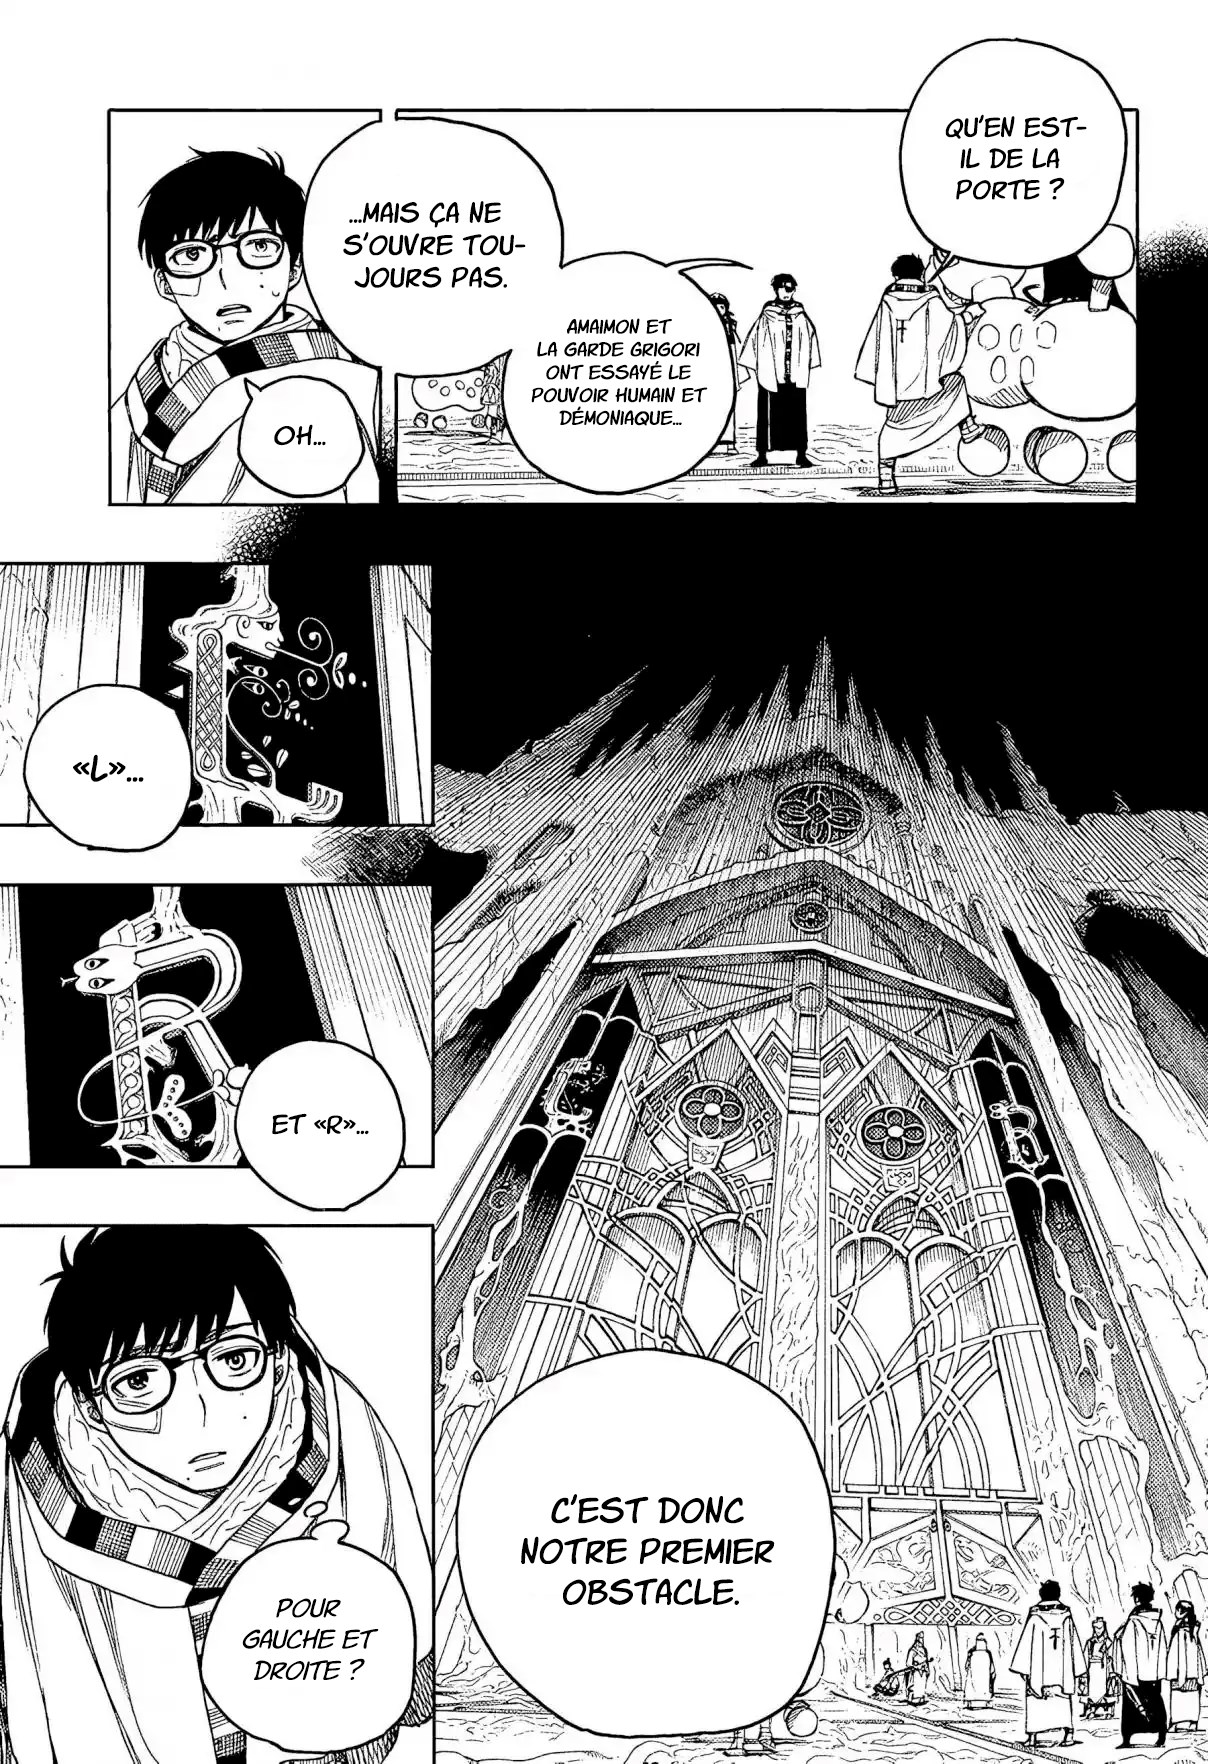 QU'EN EST-
IL DE LA
PORTE ?
AMAIMON ET
LA GARDE GRIGORI
ONT ESSAYÉ LE
POUVOIR HUMAIN ET
DÉMONIAQUE...
...MAIS ÇA NE
S'OUVRE TOU-
JOURS PAS.
OH...
C'EST DONC
NOTRE PREMIER
OBSTACLE.
«L»...
ET «R»...
POUR
GAUCHE ET
DROITE ?